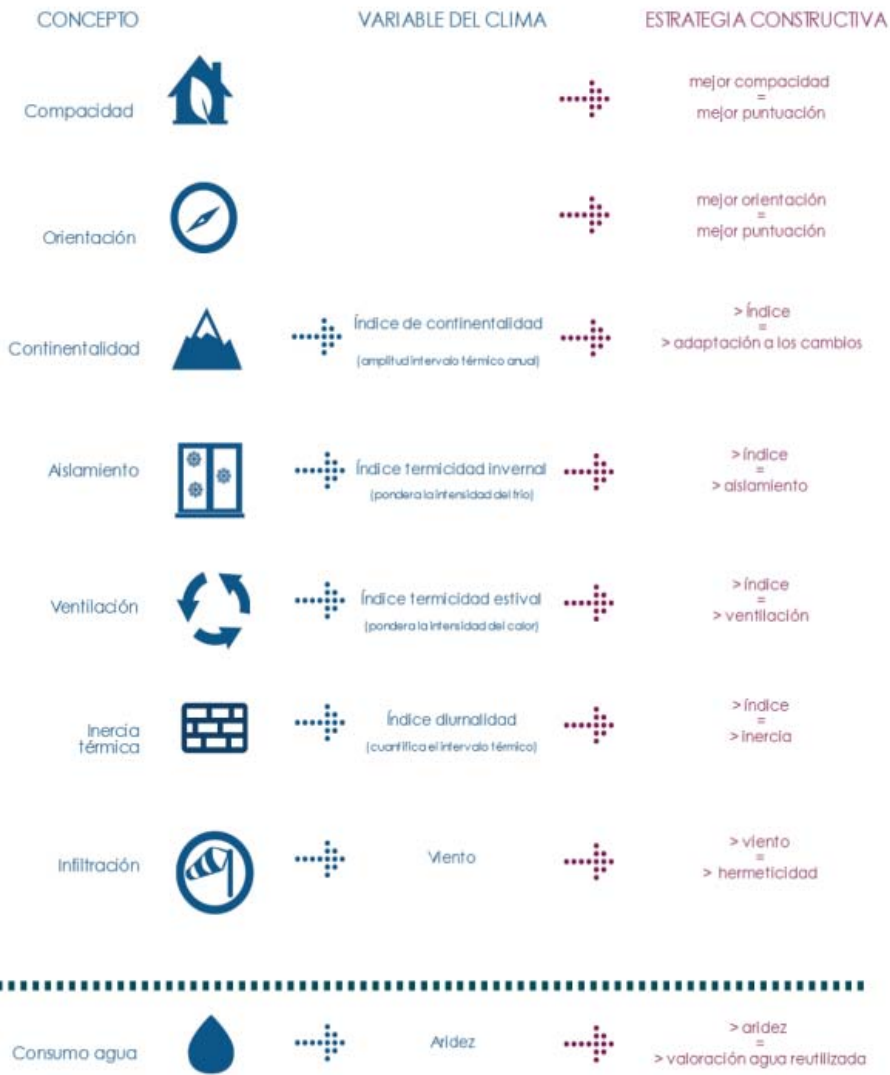 CONCEPTO
VARIABLE DEL CLIMA
ESTRATEGIA CONSTRUCTIVA
Compacidad
mejor compacidad
=
mejor puntuación
Orientación
mejor orientación
=
mejor puntuación
Continentalidad
Índice de continentalidad
(amplitud intervalo térmico anual)
> Índice
=
> adaptación a los cambios
Aislamiento
Índice termicidad invernal
(pondera la intensidad del frío)
> índice
=
> aislamiento
Ventilación
Índice termicidad estival
(pondera la intensidad del calor)
> índice
=
> ventilación
Inercia
térmica
Índice diurnalidad
(cuantifica el intervalo térmico)
> índice
=
> inercia
Infiltración
Viento
> viento
=
> hermeticidad
Consumo agua
Aridez
> aridez
=
> valoración agua reutilizada